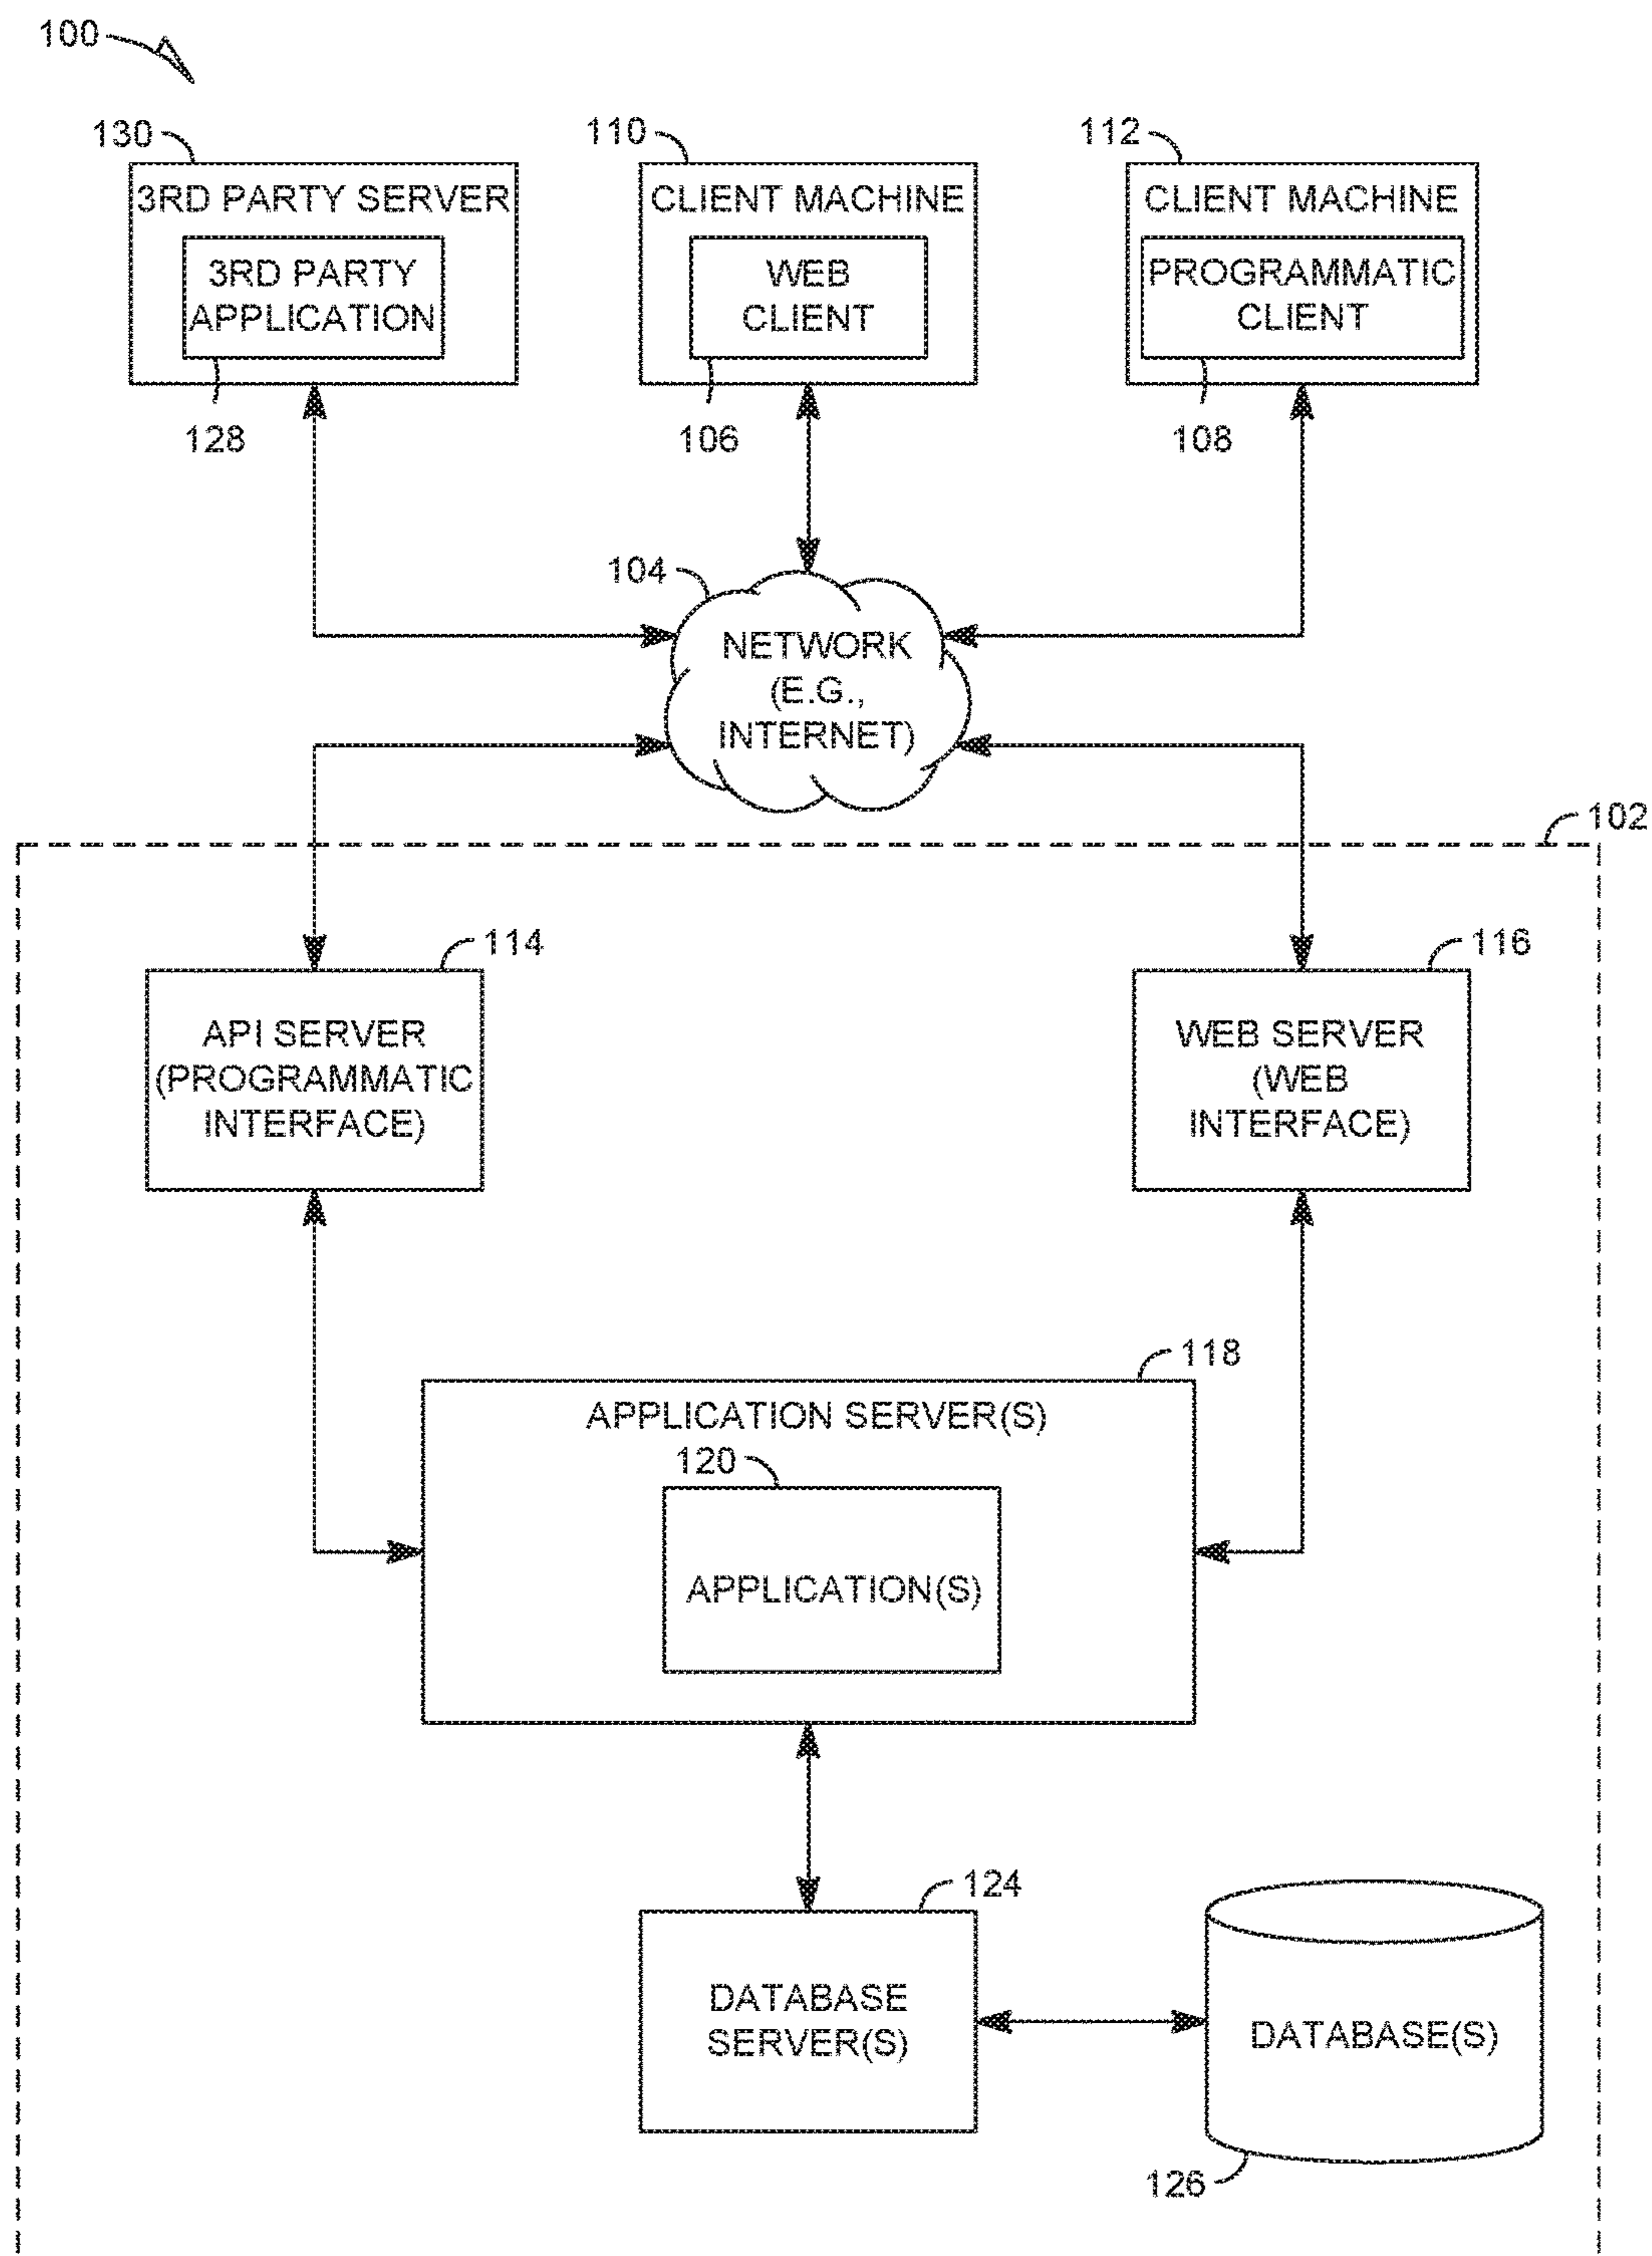 100
130
110
112
3RD PARTY SERVER
CLIENT MACHINE
CLIENT MACHINE
3RD PARTY
APPLICATION
WEB
CLIENT
PROGRAMMATIC
CLIENT
128
106
108
104
NETWORK
(E.G.,
INTERNET)
102
114
116
API SERVER
(PROGRAMMATIC
INTERFACE)
WEB SERVER
(WEB
INTERFACE)
118
APPLICATION SERVER(S)
120
APPLICATION(S)
124
DATABASE
SERVER(S)
DATABASE(S)
126